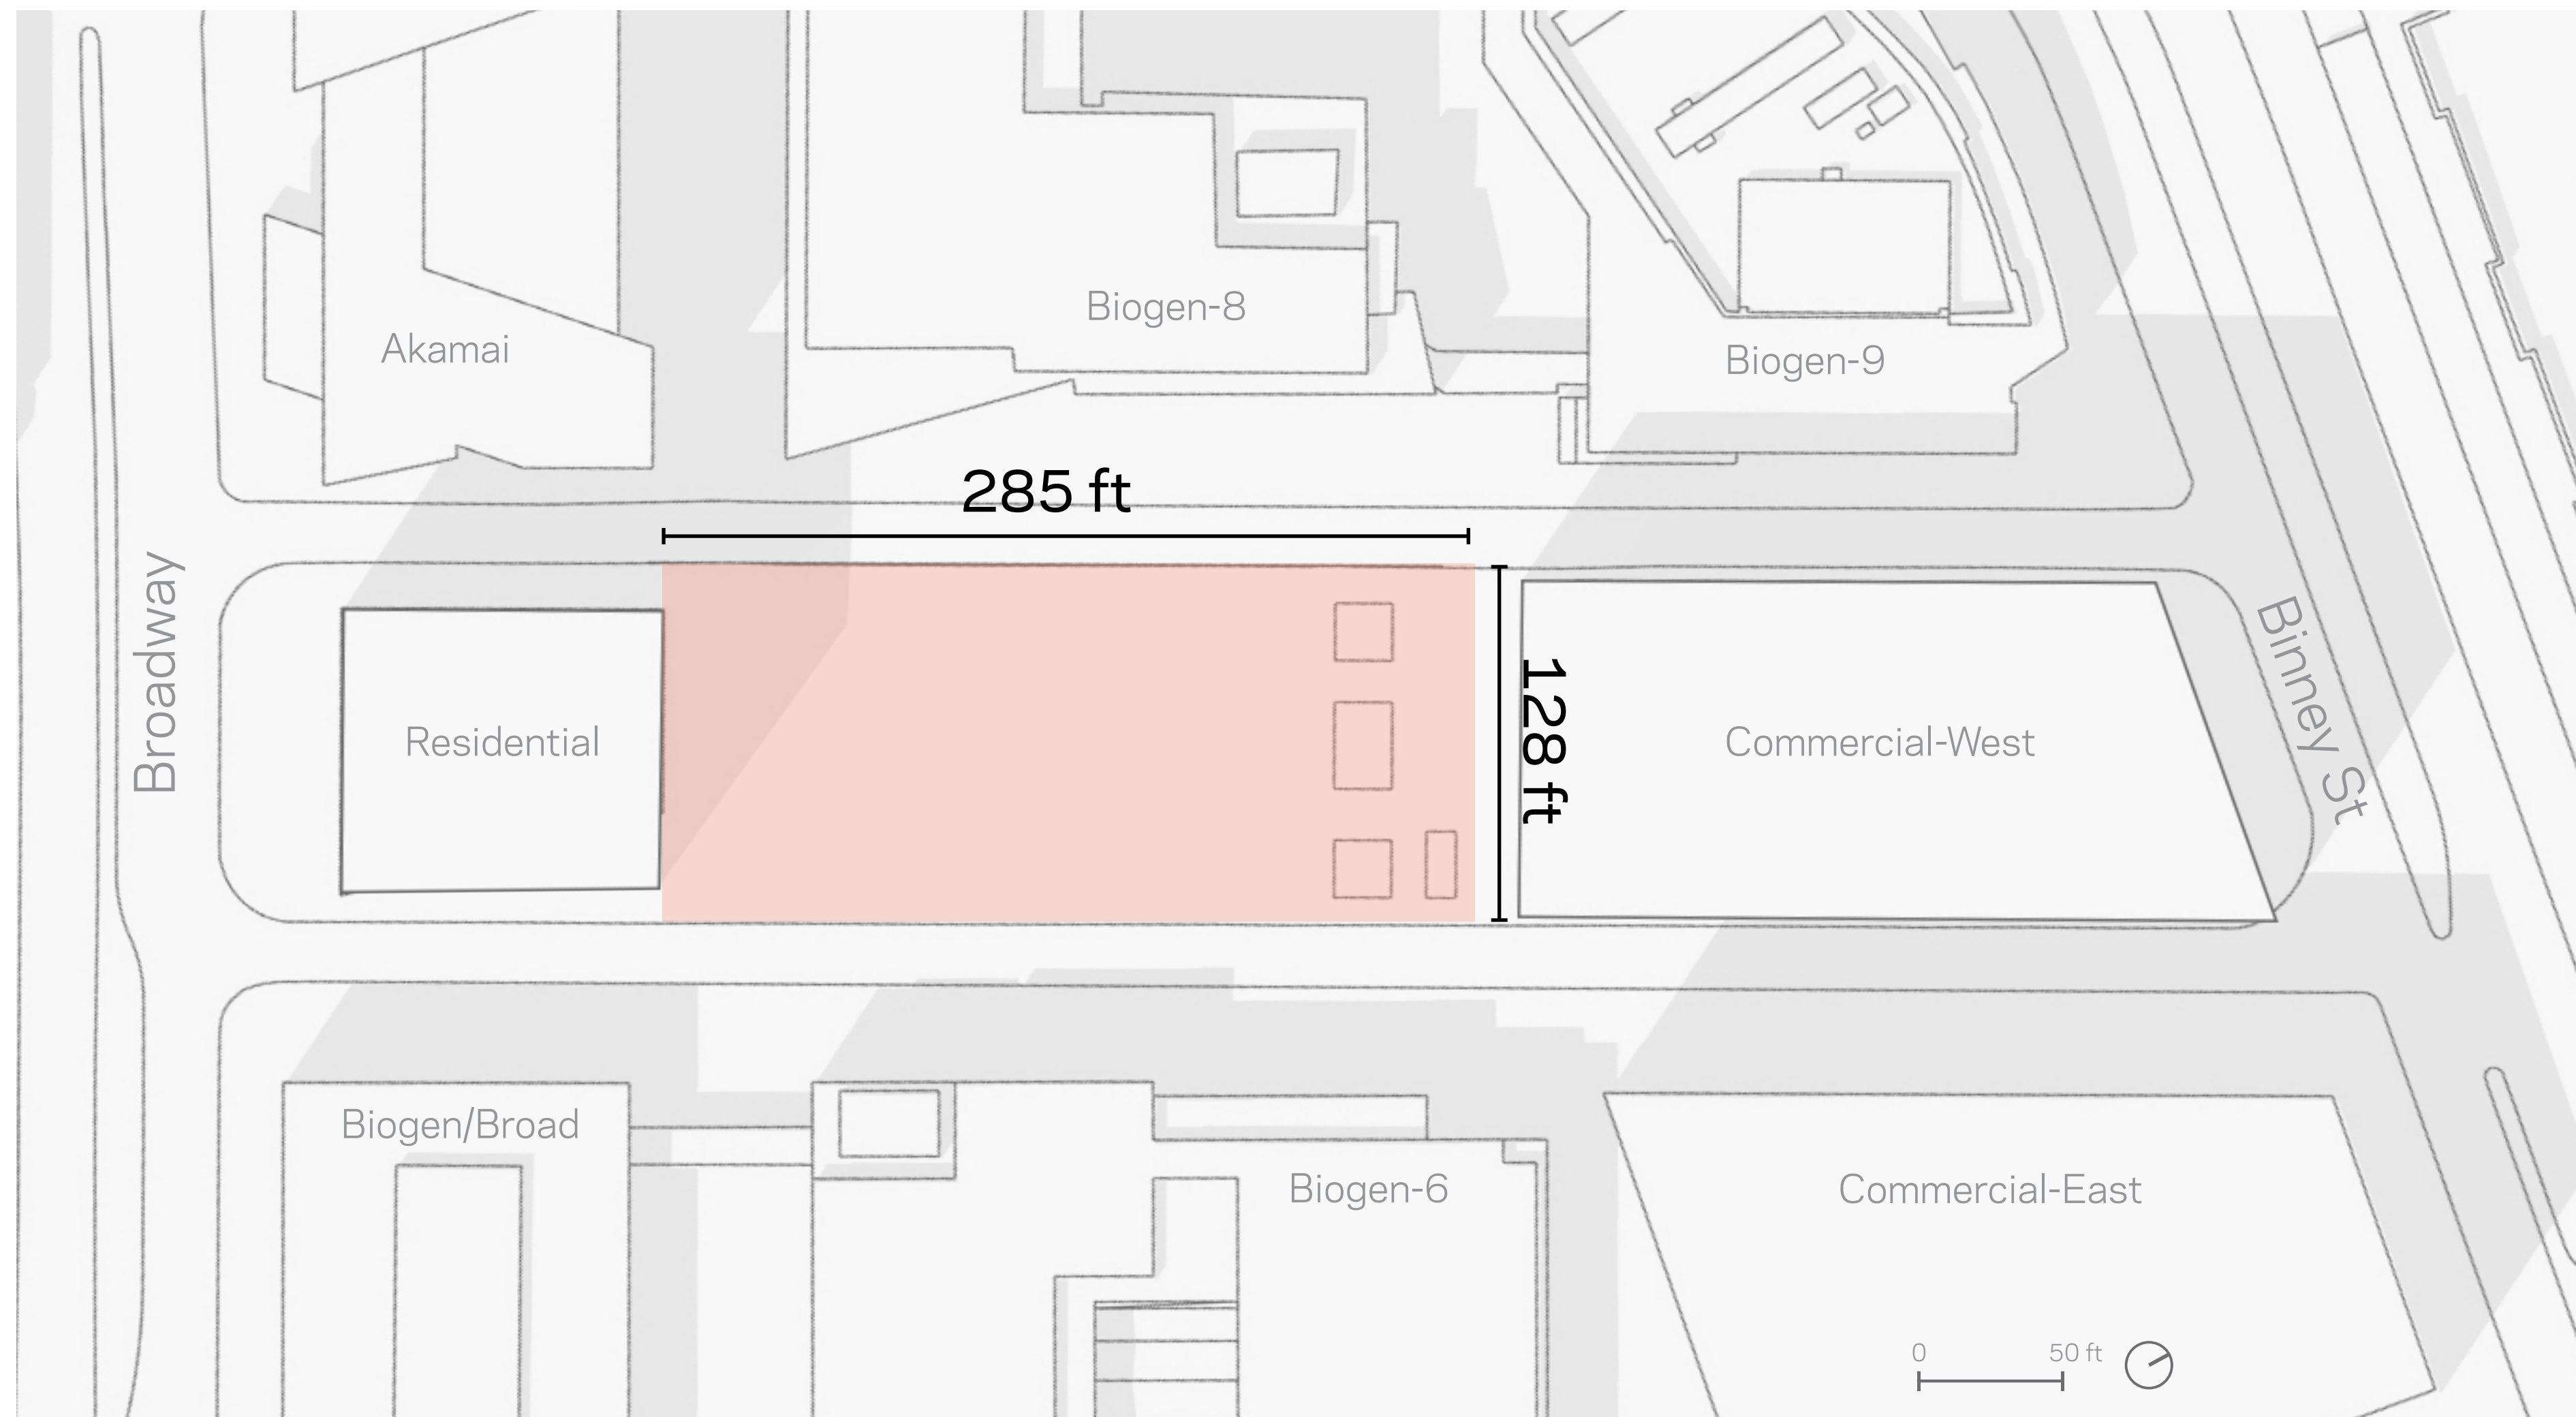 Biogen-8
Akamai
Biogen-9
285 ft
Broadway
Residential
128 ft
Commercial-West
Binney St
Biogen/Broad
Biogen-6
Commercial-East
0 50 ft